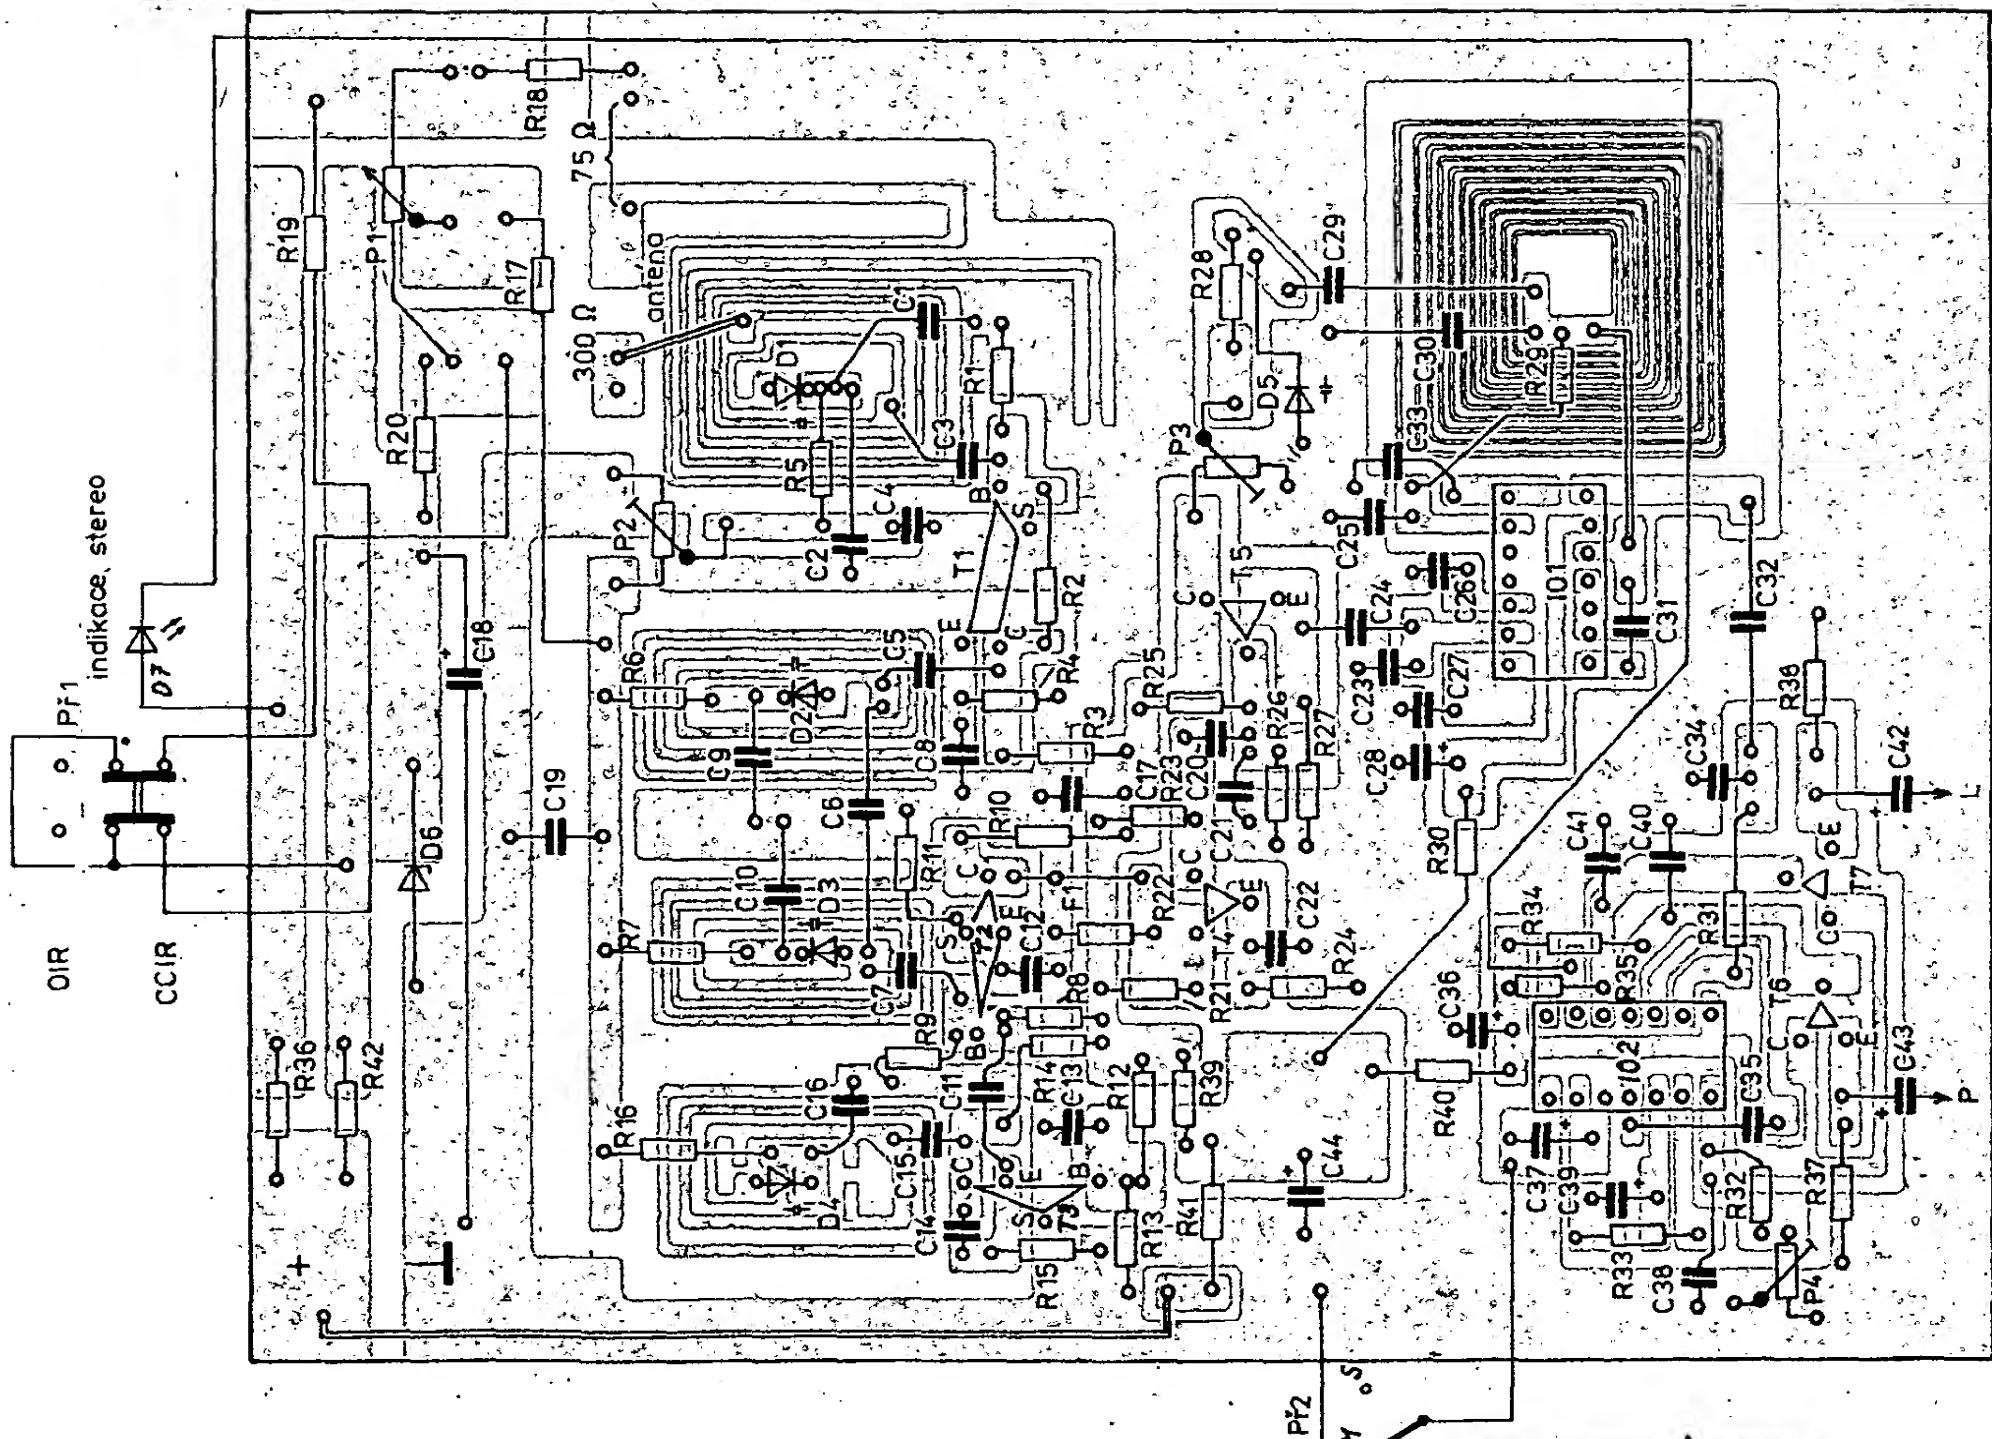 Př1
indikace, stereo
D7
OIR
CCIR
R19
P1
R18
R17
R20
75 Ω
300 Ω
anténa
C18
D6
C19
R36
R42
+
+
R6
R7
R16
P2
R5
D
C1
C2
C3
C4
R1
B
S
T1
E
C
R2
C5
D2
C9
C6
C8
R4
R3
C10
D3
R11
R10
C7
R9
C
S
T2
E
B
C12
F1
R8
C11
R14
C13
R12
C16
C15
D4
C14
C
E
B
S
T3
R15
R13
R39
R41
R28
D5
P3
C29
C30
R29
C33
C25
C
T5
E
C24
C26
C23
C27
C28
+
R25
R26
R27
C17
R23
C20
C21
C
R22
T4
E
C22
R21
R24
R30
C44
+
IO1
C31
C32
R38
C34
C42
+
L
C41
C40
R34
R31
R35
E
T7
C
C36
+
R40
IO2
C35
T6
C
E
C43
+
P
C37
C39
+
R32
R37
R33
C38
P4
Př2
S
M